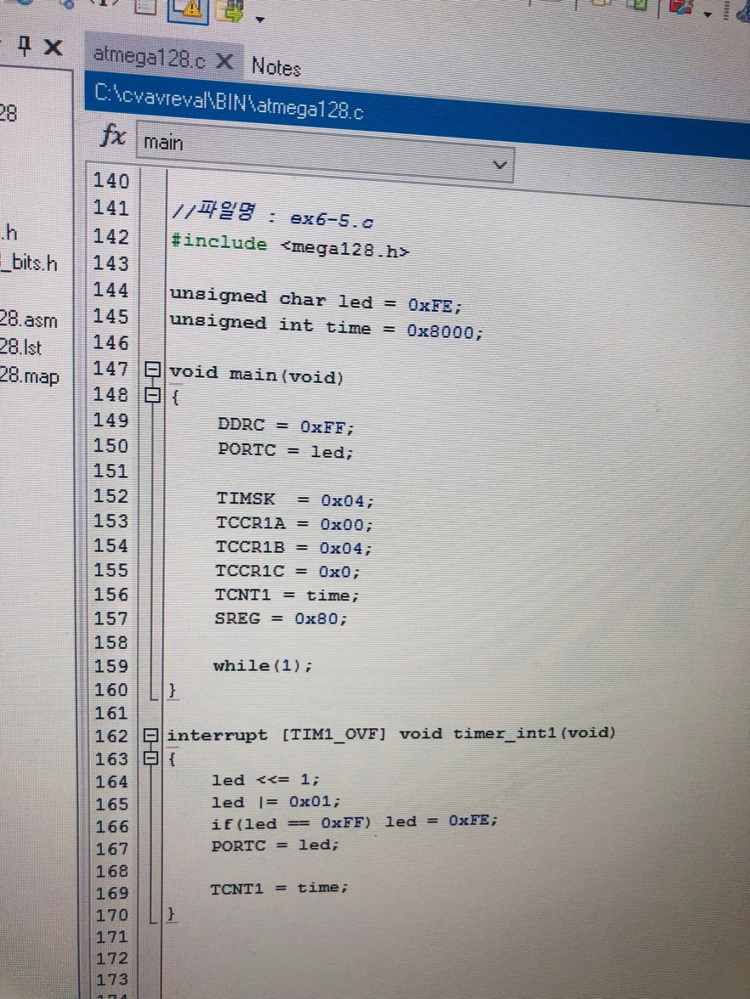 atmega128.c X Notes
C:\cvavreval\BIN\atmega128.c
fx main
28
.h
_bits.h
28.asm
28.lst
28.map
140
141 //파일명 : ex6-5.c
142 #include <mega128.h>
143
144 unsigned char led = 0xFE;
145 unsigned int time = 0x8000;
146
147 void main(void)
148 {
149 DDRC = 0xFF;
150 PORTC = led;
151
152 TIMSK = 0x04;
153 TCCR1A = 0x00;
154 TCCR1B = 0x04;
155 TCCR1C = 0x0;
156 TCNT1 = time;
157 SREG = 0x80;
158
159 while(1);
160 }
161
162 interrupt [TIM1_OVF] void timer_int1(void)
163 {
164 led <<= 1;
165 led |= 0x01;
166 if(led == 0xFF) led = 0xFE;
167 PORTC = led;
168
169 TCNT1 = time;
170 }
171
172
173